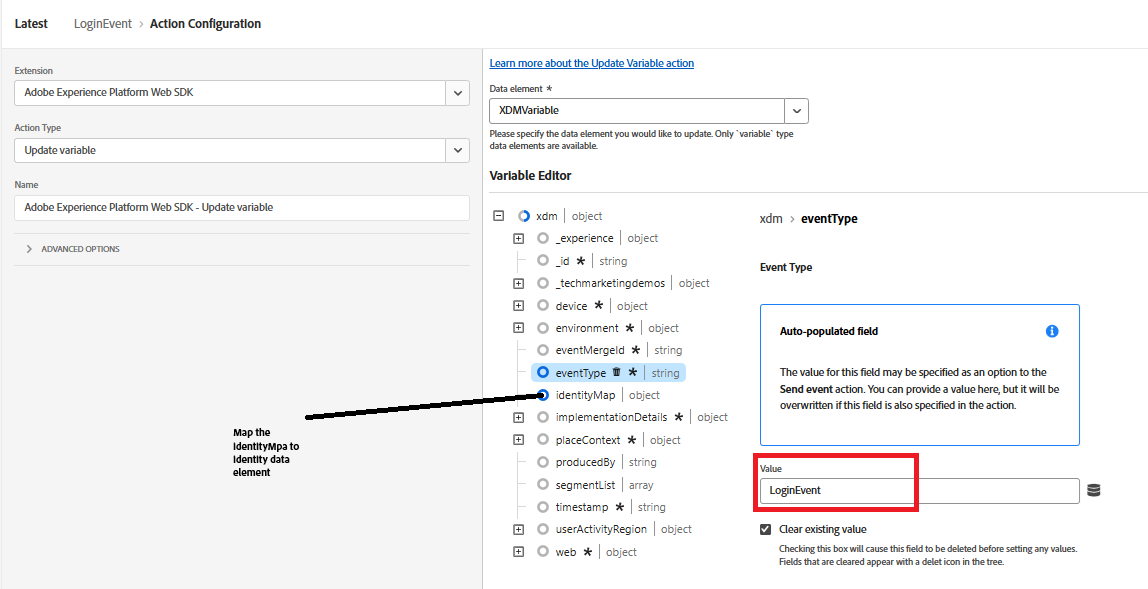 Latest LoginEvent › Action Configuration
Extension
Adobe Experience Platform Web SDK
Action Type
Update variable
Name
Adobe Experience Platform Web SDK - Update variable
ADVANCED OPTIONS
Map the
IdentityMpa to
Identity data
element
Learn more about the Update Variable action
Data element *
XDMVariable
Please specify the data element you would like to update. Only `variable` type
data elements are available.
Variable Editor
xdm | object
_experience | object
_id * | string
_techmarketingdemos | object
device * | object
environment * | object
eventMergeId * | string
eventType * | string
identityMap | object
implementationDetails * | object
placeContext * | object
producedBy | string
segmentList | array
timestamp * | string
userActivityRegion | object
web * | object
xdm › eventType
Event Type
Auto-populated field
The value for this field may be specified as an option to the
Send event action. You can provide a value here, but it will be
overwritten if this field is also specified in the action.
Value
LoginEvent
Clear existing value
Checking this box will cause this field to be deleted before setting any values.
Fields that are cleared appear with a delet icon in the tree.